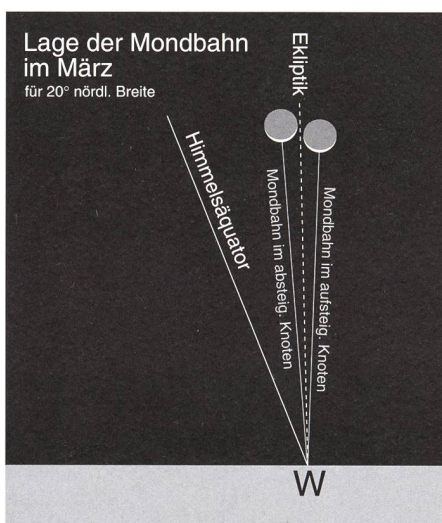 Lage der Mondbahn
im März
für 20° nördl. Breite
Ekliptik
Himmelsäquator
Mondbahn im absteig. Knoten
Mondbahn im aufsteig. Knoten
W